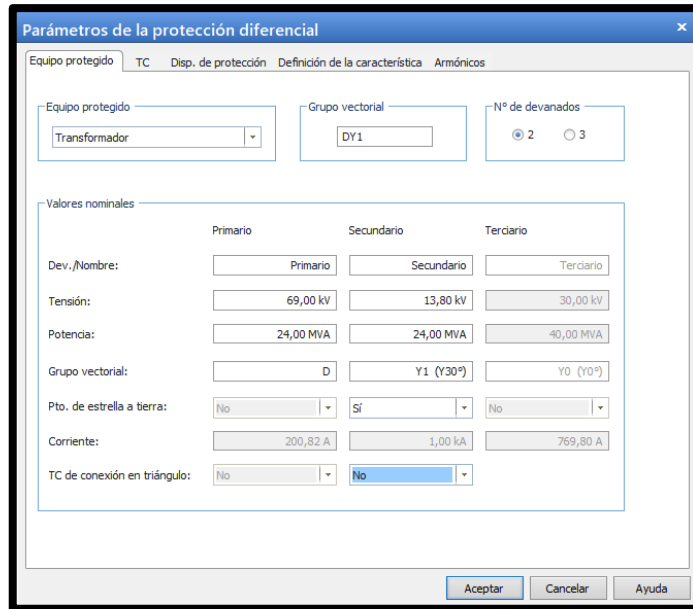 Parámetros de la protección diferencial x
Equipo protegido TC Disp. de protección Definición de la característica Armónicos
Equipo protegido Grupo vectorial Nº de devanados
Transformador DY1 2 3
Valores nominales
Primario Secundario Terciario
Dev./Nombre: Primario Secundario Terciario
Tensión: 69,00 kV 13,80 kV 30,00 kV
Potencia: 24,00 MVA 24,00 MVA 40,00 MVA
Grupo vectorial: D Y1 (Y30°) Y0 (Y0°)
Pto. de estrella a tierra: No Sí No
Corriente: 200,82 A 1,00 kA 769,80 A
TC de conexión en triángulo: No No
Aceptar Cancelar Ayuda